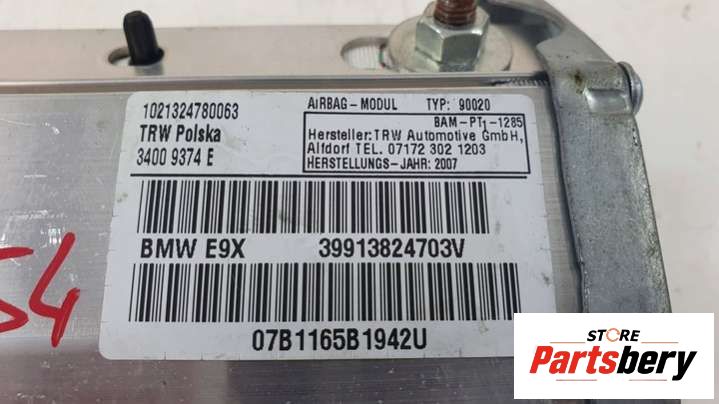 1021324780063
TRW Polska
3400 9374 E
AiRBAG-MODUL TYP: 90020
BAM-PT1-1285
Hersteller:TRW Automotive GmbH,
Alfdorf TEL. 07172 302 1203
HERSTELLUNGS-JAHR: 2007
BMW E9X 39913824703V
07B1165B1942U
54
STORE
Partsbery